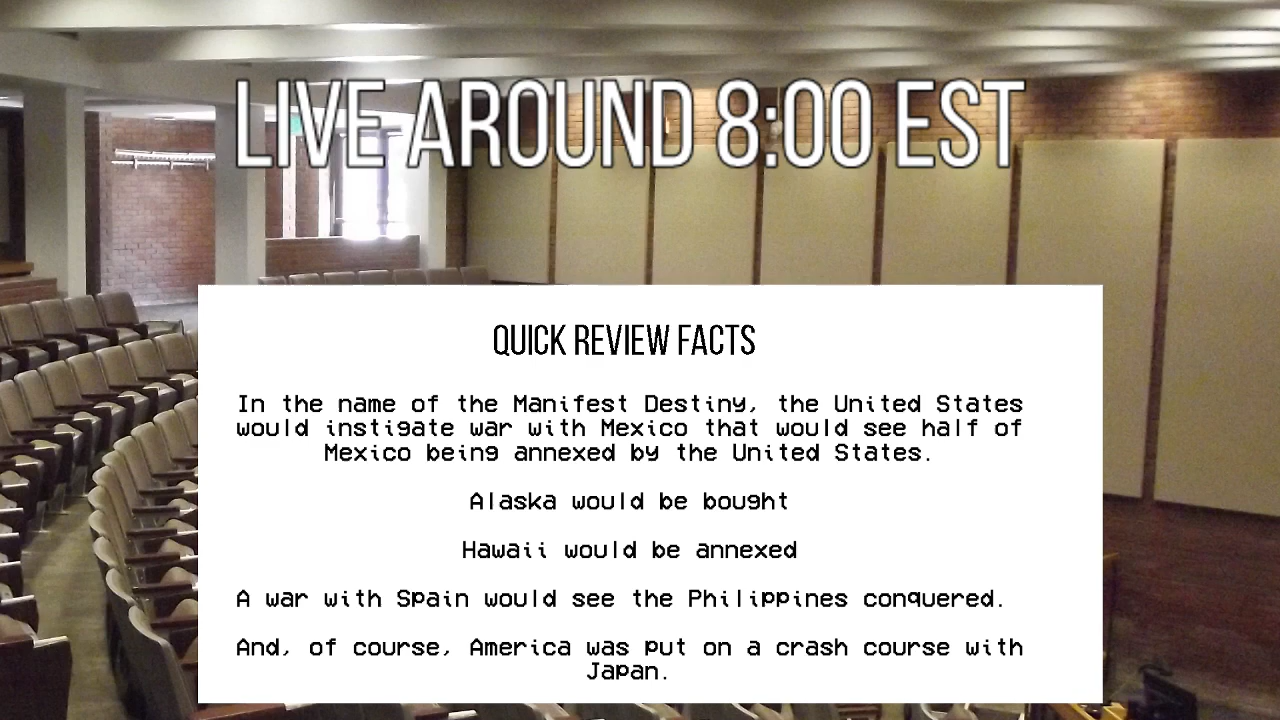 LIVE AROUND 8:00 EST
QUICK REVIEW FACTS
In the name of the Manifest Destiny, the United States
would instigate war with Mexico that would see half of
Mexico being annexed by the United States.
Alaska would be bought
Hawaii would be annexed
A war with Spain would see the Philippines conquered.
And, of course, America was put on a crash course with
Japan.